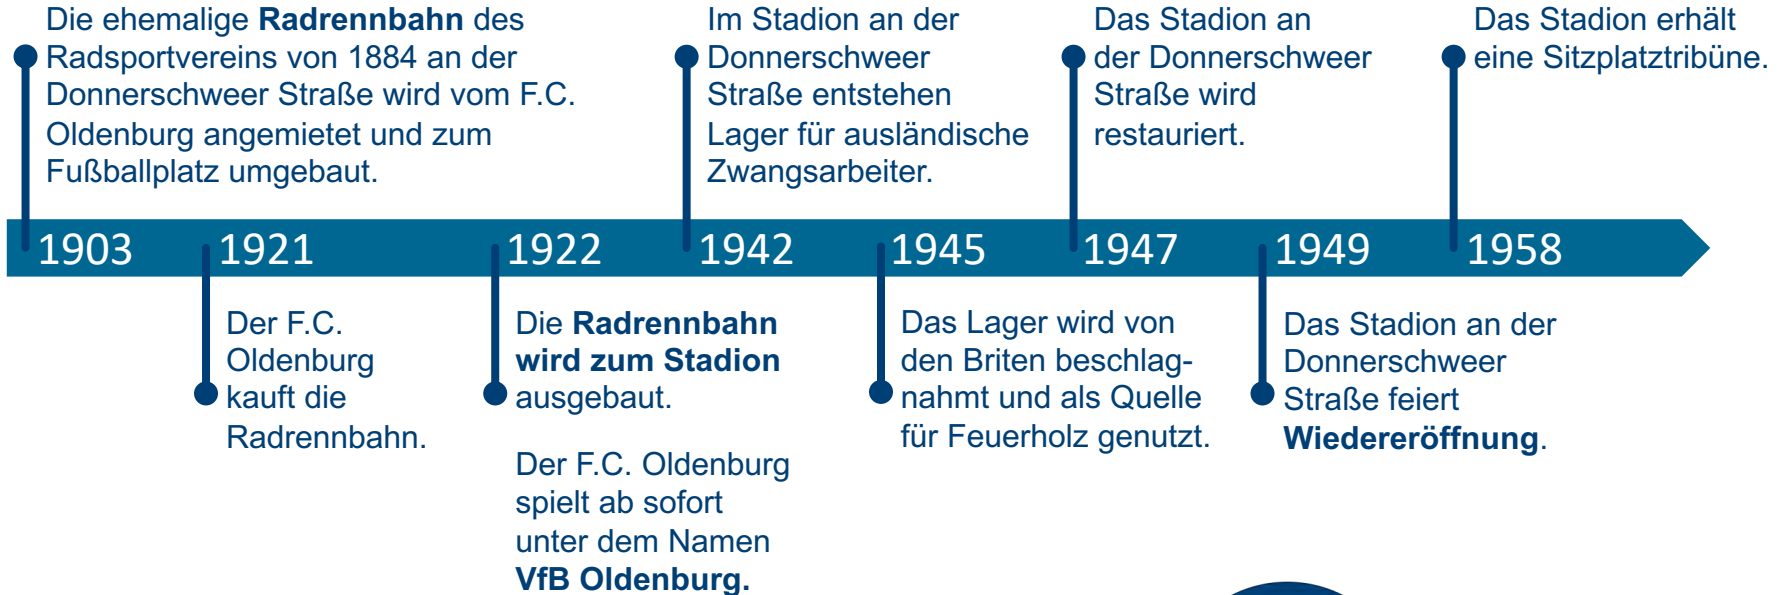 Die ehemalige Radrennbahn des
Radsportvereins von 1884 an der
Donnerschweer Straße wird vom F.C.
Oldenburg angemietet und zum
Fußballplatz umgebaut.
Im Stadion an der
Donnerschweer
Straße entstehen
Lager für ausländische
Zwangsarbeiter.
Das Stadion an
der Donnerschweer
Straße wird
restauriert.
Das Stadion erhält
eine Sitzplatztribüne.
1903 1921 1922 1942 1945 1947 1949 1958
Der F.C.
Oldenburg
kauft die
Radrennbahn.
Die Radrennbahn
wird zum Stadion
ausgebaut.
Der F.C. Oldenburg
spielt ab sofort
unter dem Namen
VfB Oldenburg.
Das Lager wird von
den Briten beschlag-
nahmt und als Quelle
für Feuerholz genutzt.
Das Stadion an der
Donnerschweer
Straße feiert
Wiedereröffnung.